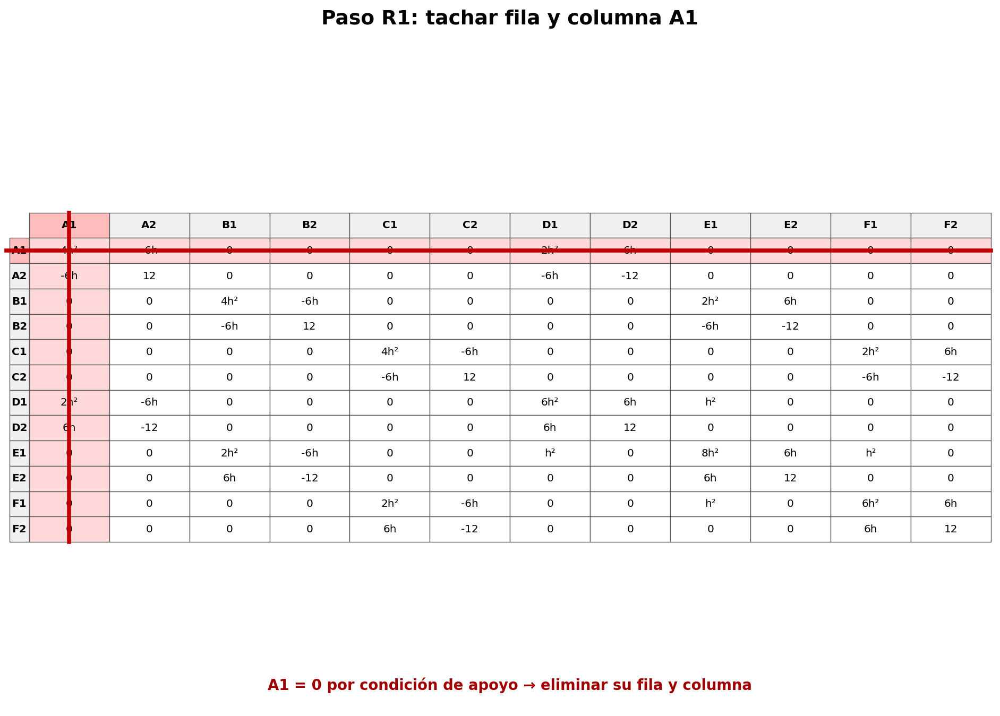 Paso R1: tachar fila y columna A1
A1 A2 B1 B2 C1 C2 D1 D2 E1 E2 F1 F2
A1 4h² -6h 0 0 0 0 2h² 6h 0 0 0 0
A2 -6h 12 0 0 0 0 -6h -12 0 0 0 0
B1 0 0 4h² -6h 0 0 0 0 2h² 6h 0 0
B2 0 0 -6h 12 0 0 0 0 -6h -12 0 0
C1 0 0 0 0 4h² -6h 0 0 0 0 2h² 6h
C2 0 0 0 0 -6h 12 0 0 0 0 -6h -12
D1 2h² -6h 0 0 0 0 6h² 6h h² 0 0 0
D2 6h -12 0 0 0 0 6h 12 0 0 0 0
E1 0 0 2h² -6h 0 0 h² 0 8h² 6h h² 0
E2 0 0 6h -12 0 0 0 0 6h 12 0 0
F1 0 0 0 0 2h² -6h 0 0 h² 0 6h² 6h
F2 0 0 0 0 6h -12 0 0 0 0 6h 12
A1 = 0 por condición de apoyo → eliminar su fila y columna